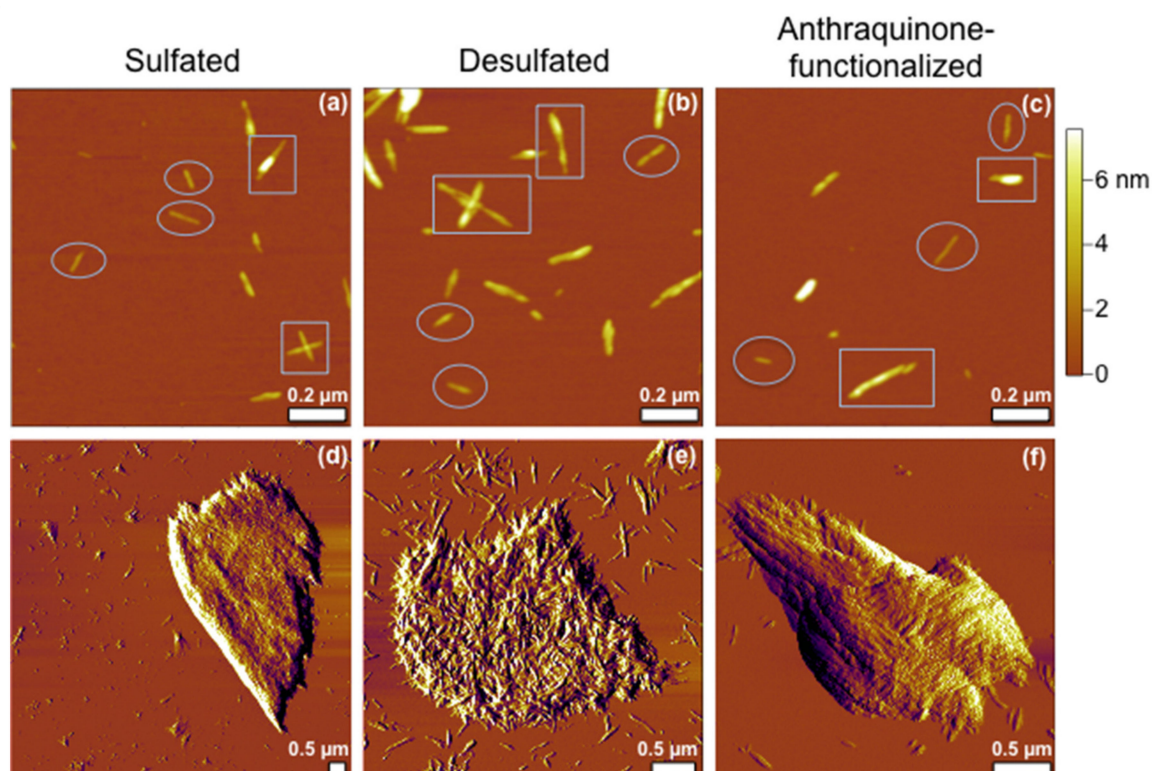 Sulfated
Desulfated
Anthraquinone-
functionalized
(a)
(b)
(c)
6 nm
4
2
0
0.2 μm
0.2 μm
0.2 μm
(d)
(e)
(f)
0.5 μm
0.5 μm
0.5 μm